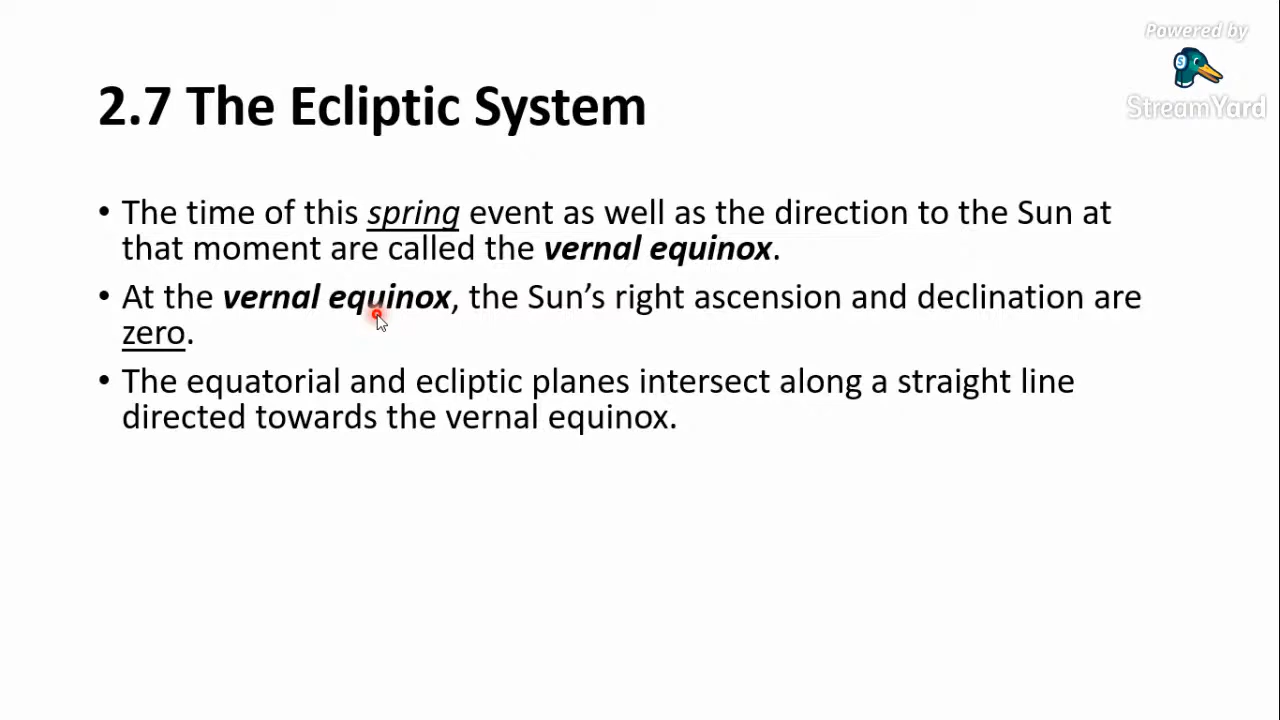 Powered by
StreamYard
2.7 The Ecliptic System
• The time of this spring event as well as the direction to the Sun at
that moment are called the vernal equinox.
• At the vernal equinox, the Sun’s right ascension and declination are
zero.
• The equatorial and ecliptic planes intersect along a straight line
directed towards the vernal equinox.